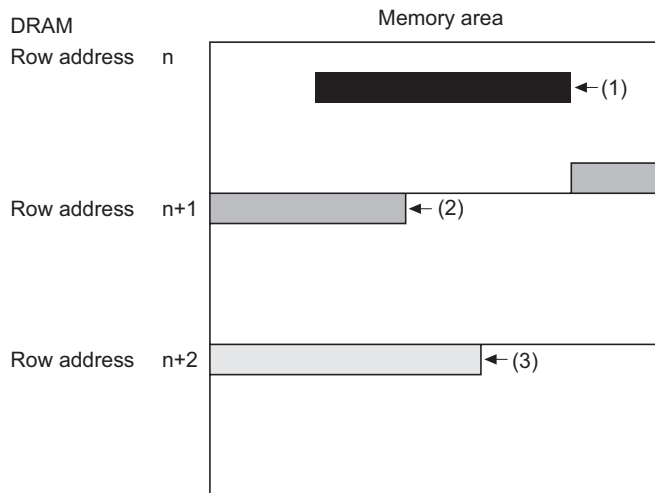 DRAM
Memory area
Row address n
(1)
Row address n+1
(2)
Row address n+2
(3)